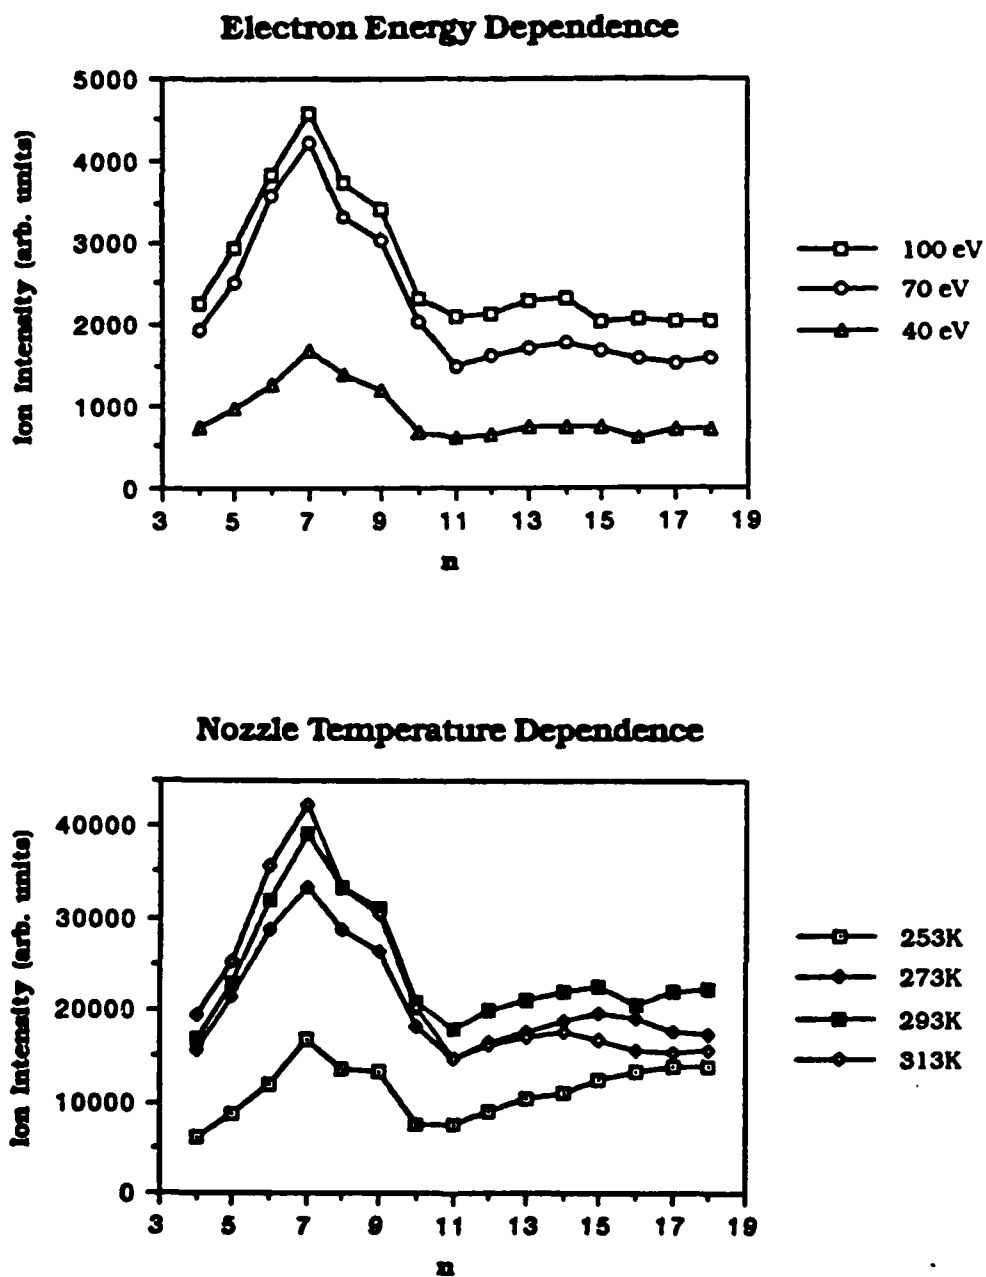 Electron Energy Dependence
5000
4000
3000
2000
1000
0
Ion Intensity (arb. units)
3 5 7 9 11 13 15 17 19
n
100 eV
70 eV
40 eV
Nozzle Temperature Dependence
40000
30000
20000
10000
0
Ion Intensity (arb. units)
3 5 7 9 11 13 15 17 19
n
253K
273K
293K
313K